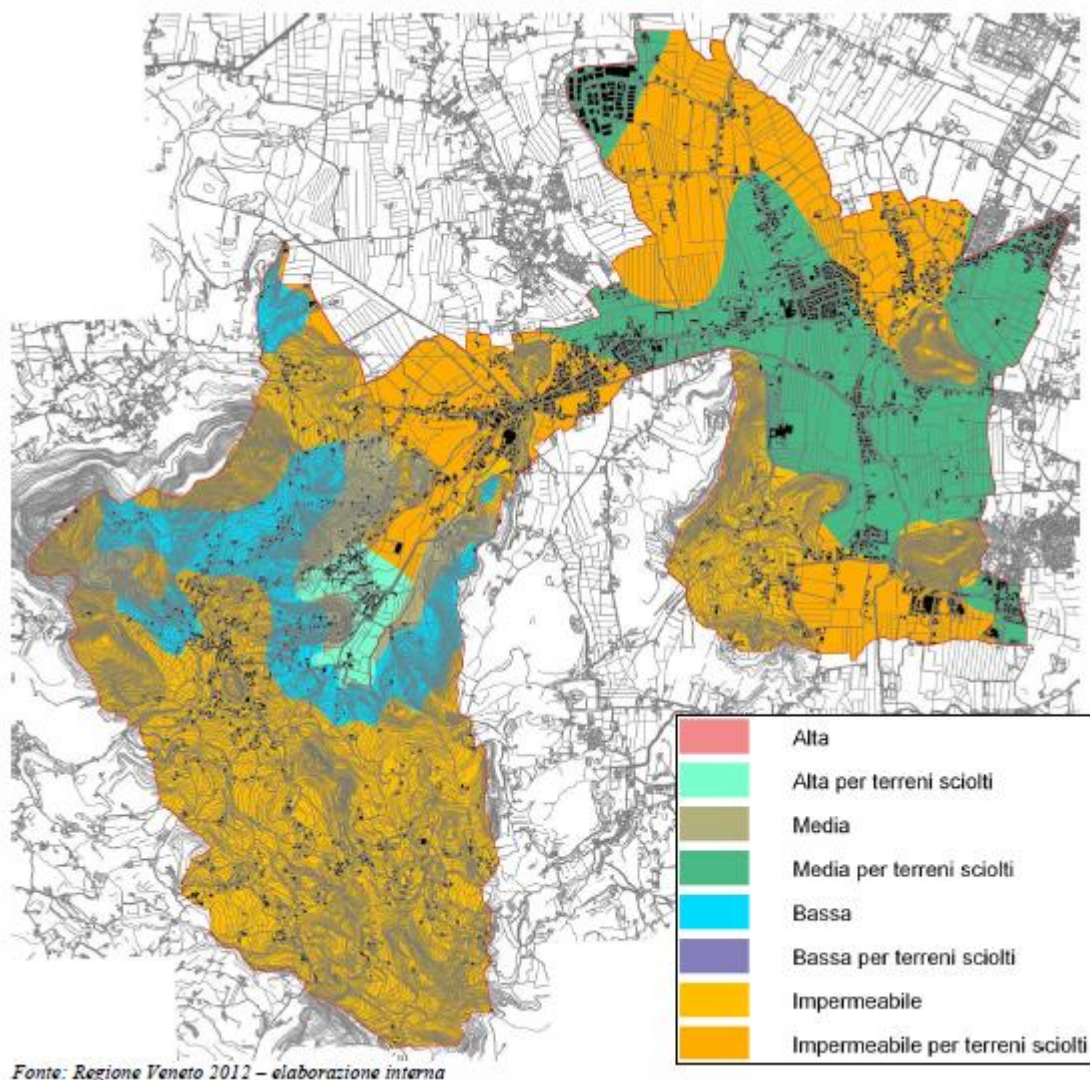 Alta
Alta per terreni sciolti
Media
Media per terreni sciolti
Bassa
Bassa per terreni sciolti
Impermeabile
Impermeabile per terreni sciolti
Fonte: Regione Veneto 2012 – elaborazione interna